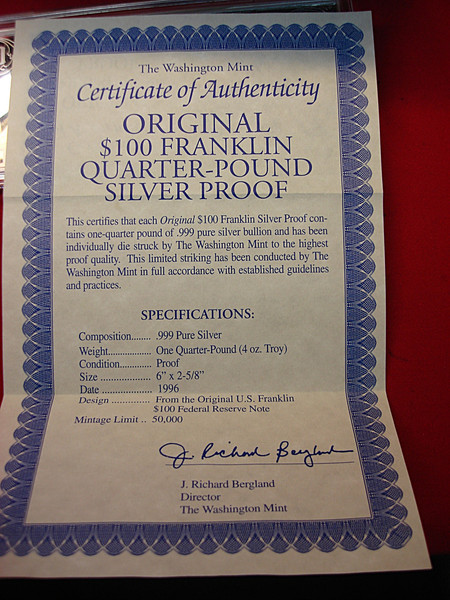 The Washington Mint
Certificate of Authenticity
ORIGINAL
$100 FRANKLIN
QUARTER-POUND
SILVER PROOF
This certifies that each Original $100 Franklin Silver Proof con-
tains one-quarter pound of .999 pure silver bullion and has been
individually die struck by The Washington Mint to the highest
proof quality. This limited striking has been conducted by The
Washington Mint in full accordance with established guidelines
and practices.
SPECIFICATIONS:
Composition........ .999 Pure Silver
Weight................. One Quarter-Pound (4 oz. Troy)
Condition............. Proof
Size .................... 6" x 2-5/8"
Date .................... 1996
Design .............. From the Original U.S. Franklin
$100 Federal Reserve Note
Mintage Limit .. 50,000
J. Richard Bergland
J. Richard Bergland
Director
The Washington Mint